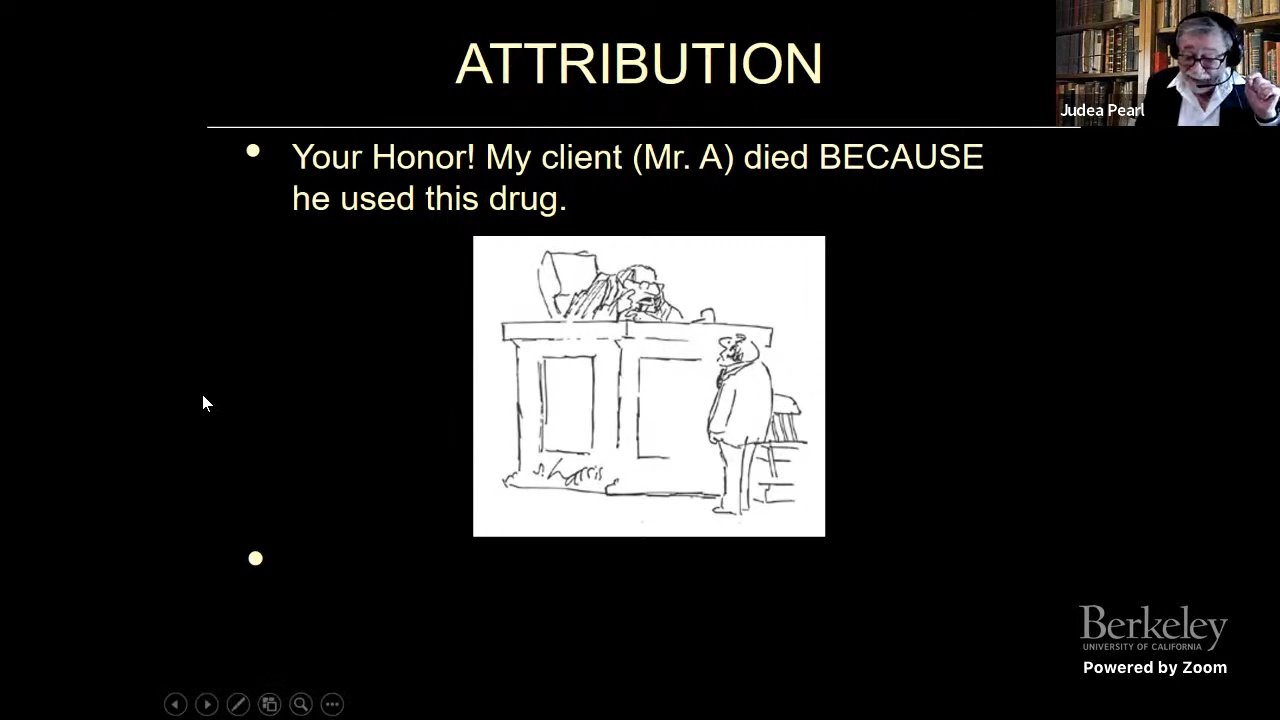 ATTRIBUTION
Judea Pearl
Your Honor! My client (Mr. A) died BECAUSE
he used this drug.
s. harris
Berkeley
UNIVERSITY OF CALIFORNIA
Powered by Zoom